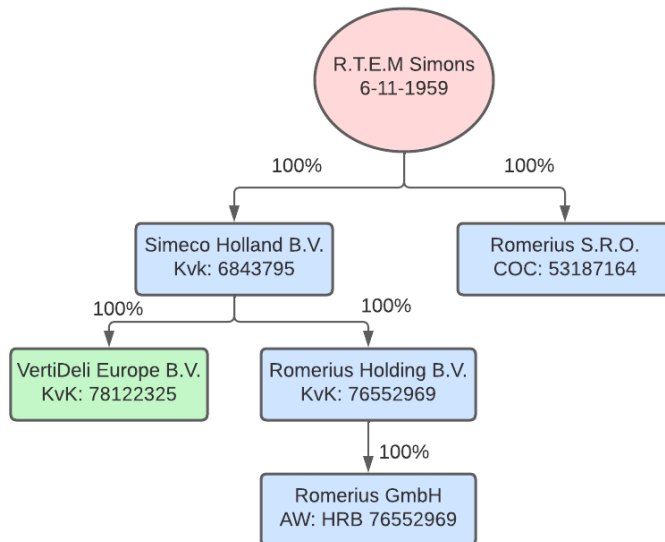 R.T.E.M Simons
6-11-1959
100%
100%
Simeco Holland B.V.
Kvk: 6843795
Romerius S.R.O.
COC: 53187164
100%
100%
VertiDeli Europe B.V.
KvK: 78122325
Romerius Holding B.V.
KvK: 76552969
100%
Romerius GmbH
AW: HRB 76552969